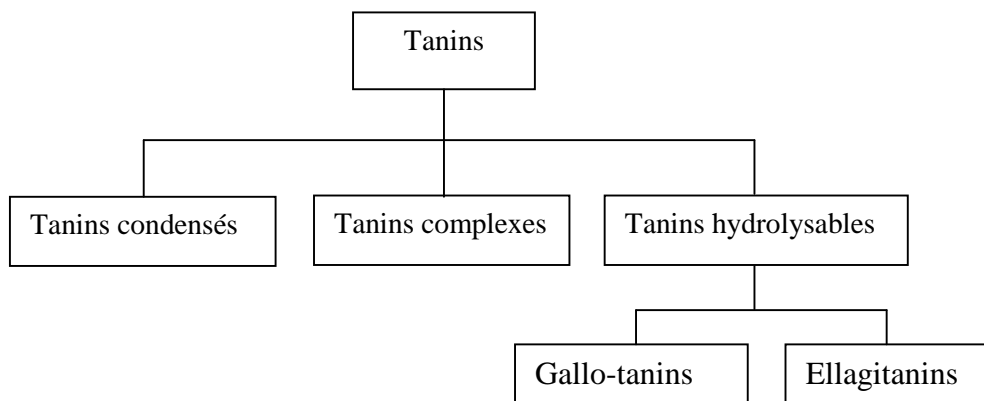 Tanins
Tanins condensés
Tanins complexes
Tanins hydrolysables
Gallo-tanins
Ellagitanins